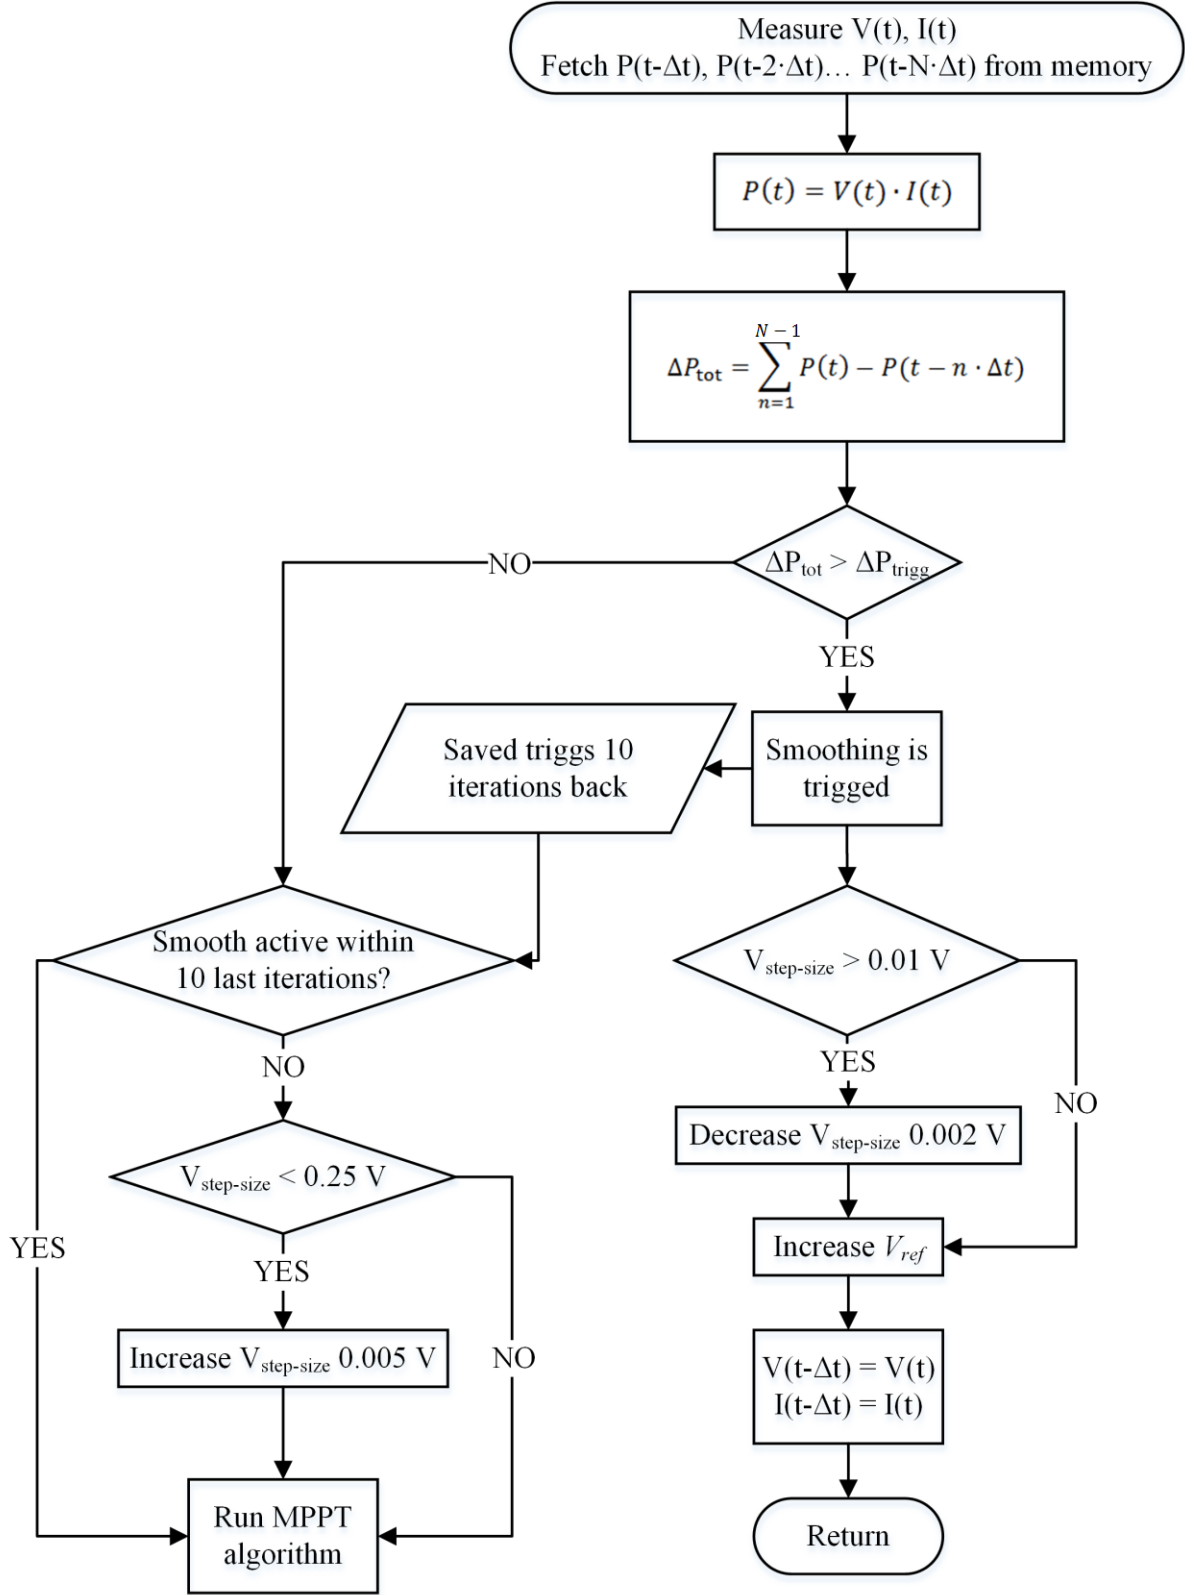 Measure V(t), I(t)
Fetch P(t-Δt), P(t-2·Δt)… P(t-N·Δt) from memory
P(t) = V(t) · I(t)
N − 1
ΔP_tot = ∑ P(t) − P(t − n · Δt)
n=1
ΔP_tot > ΔP_trigg
NO
YES
Saved triggs 10
iterations back
Smoothing is
trigged
Smooth active within
10 last iterations?
V_step-size > 0.01 V
NO
YES
NO
Decrease V_step-size 0.002 V
V_step-size < 0.25 V
YES
Increase V_ref
YES
NO
Increase V_step-size 0.005 V
V(t-Δt) = V(t)
I(t-Δt) = I(t)
Run MPPT
algorithm
Return